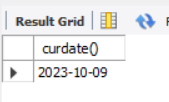 Result Grid
curdate()
2023-10-09